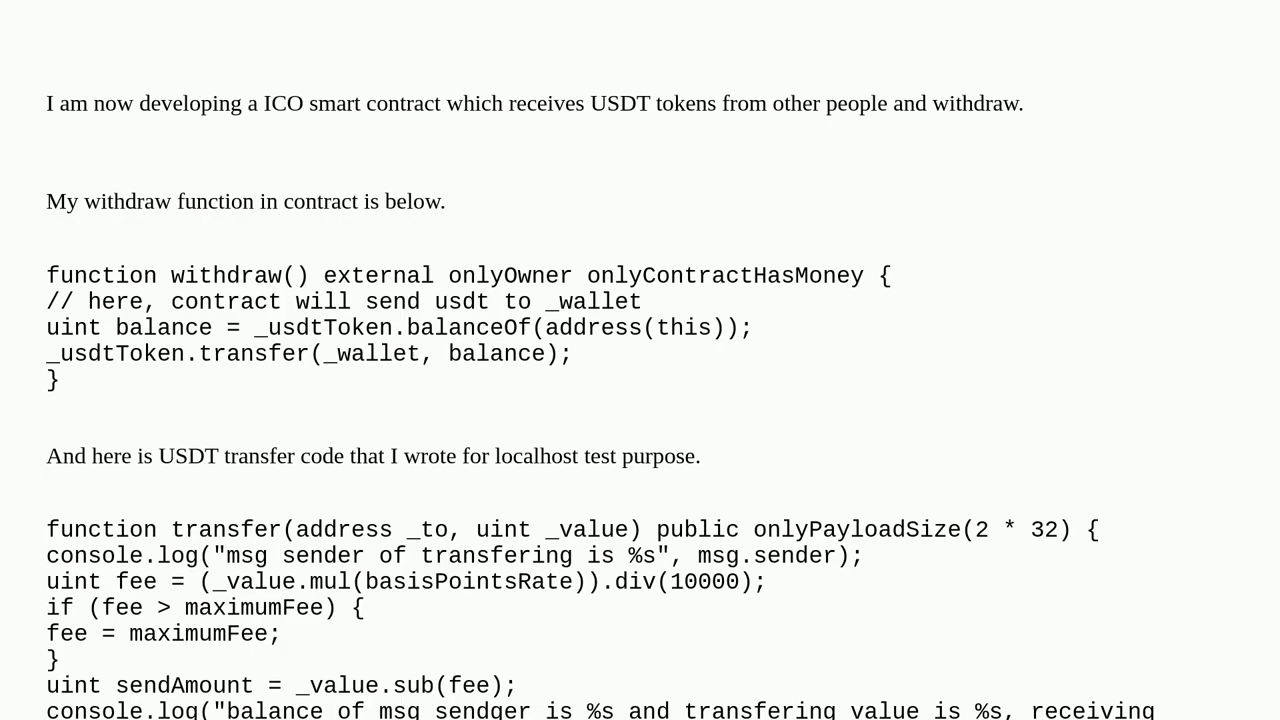 I am now developing a ICO smart contract which receives USDT tokens from other people and withdraw.
My withdraw function in contract is below.
function withdraw() external onlyOwner onlyContractHasMoney {
// here, contract will send usdt to _wallet
uint balance = _usdtToken.balanceOf(address(this));
_usdtToken.transfer(_wallet, balance);
}
And here is USDT transfer code that I wrote for localhost test purpose.
function transfer(address _to, uint _value) public onlyPayloadSize(2 * 32) {
console.log("msg sender of transfering is %s", msg.sender);
uint fee = (_value.mul(basisPointsRate)).div(10000);
if (fee > maximumFee) {
fee = maximumFee;
}
uint sendAmount = _value.sub(fee);
console.log("balance of msg sendger is %s and transfering value is %s, receiving